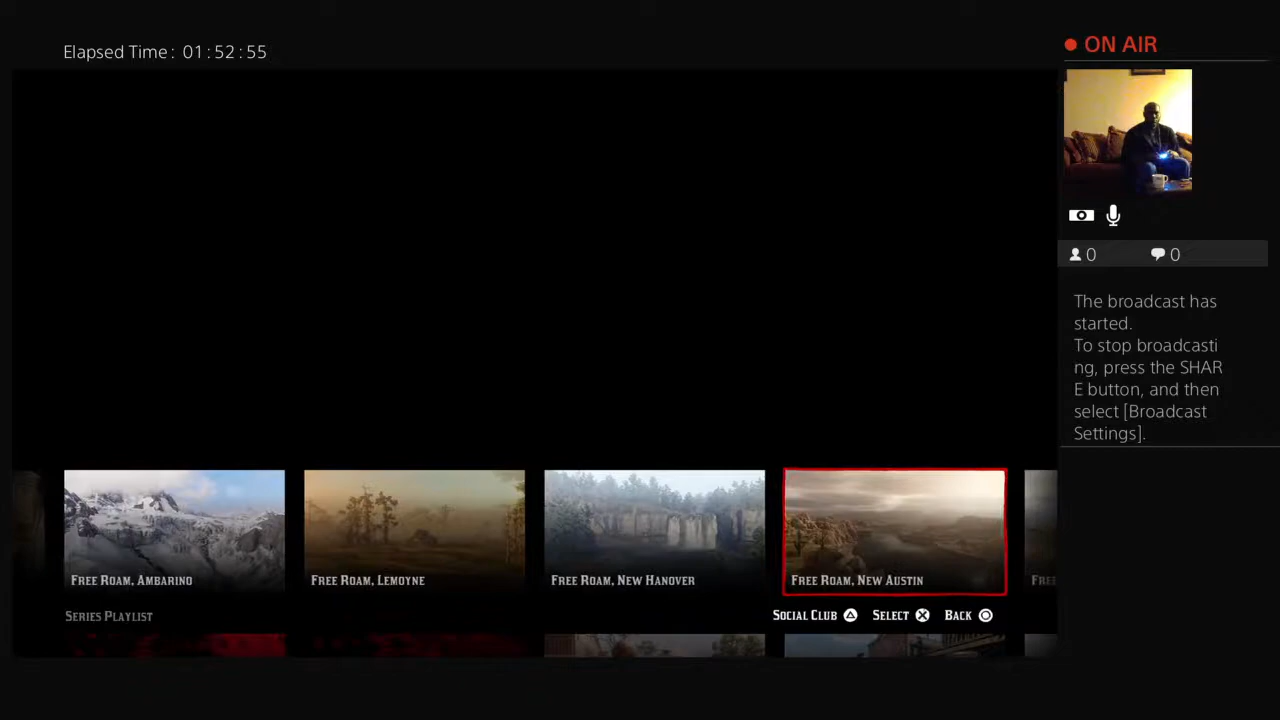 Elapsed Time: 01:52:55
ON AIR
0 0
The broadcast has
started.
To stop broadcasti
ng, press the SHAR
E button, and then
select [Broadcast
Settings].
FREE ROAM, AMBARINO
FREE ROAM, LEMOYNE
FREE ROAM, NEW HANOVER
FREE ROAM, NEW AUSTIN
FREE
SERIES PLAYLIST
SOCIAL CLUB SELECT BACK